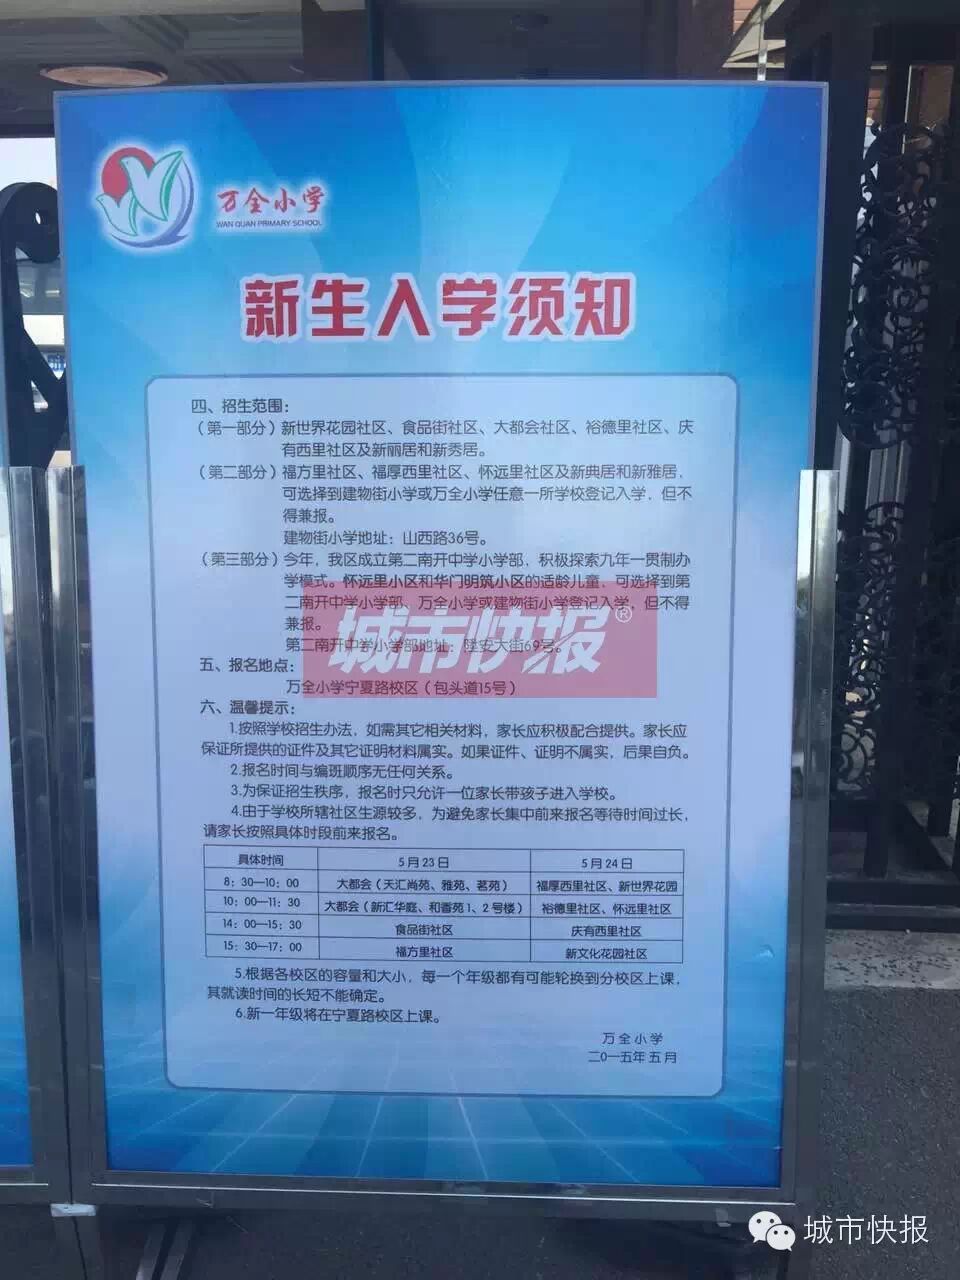 万全小学
WAN QUAN PRIMARY SCHOOL
新生入学须知
四、招生范围：
（第一部分）新世界花园社区、食品街社区、大都会社区、裕德里社区、庆
有西里社区及新丽居和新秀居。
（第二部分）福方里社区、福厚西里社区、怀远里社区及新典居和新雅居，
可选择到建物街小学或万全小学任意一所学校登记入学，但不
得兼报。
建物街小学地址：山西路36号。
（第三部分）今年，我区成立第二南开中学小学部，积极探索九年一贯制办
学模式。怀远里小区和华门明筑小区的适龄儿童，可选择到第
二南开中学小学部、万全小学或建物街小学登记入学，但不得
兼报。
第二南开中学小学部地址：陞安大街69号。
城市快报®
五、报名地点：
万全小学宁夏路校区（包头道15号）
六、温馨提示：
1.按照学校招生办法，如需其它相关材料，家长应积极配合提供。家长应
保证所提供的证件及其它证明材料属实。如果证件、证明不属实，后果自负。
2.报名时间与编班顺序无任何关系。
3.为保证招生秩序，报名时只允许一位家长带孩子进入学校。
4.由于学校所辖社区生源较多，为避免家长集中前来报名等待时间过长，
请家长按照具体时段前来报名。
具体时间 5月23日 5月24日
8：30—10：00 大都会（天汇尚苑、雅苑、茗苑） 福厚西里社区、新世界花园
10：00—11：30 大都会（新汇华庭、和香苑1、2号楼） 裕德里社区、怀远里社区
14：00—15：30 食品街社区 庆有西里社区
15：30—17：00 福方里社区 新文化花园社区
5.根据各校区的容量和大小，每一个年级都有可能轮换到分校区上课，
其就读时间的长短不能确定。
6.新一年级将在宁夏路校区上课。
万全小学
二〇一五年五月
城市快报